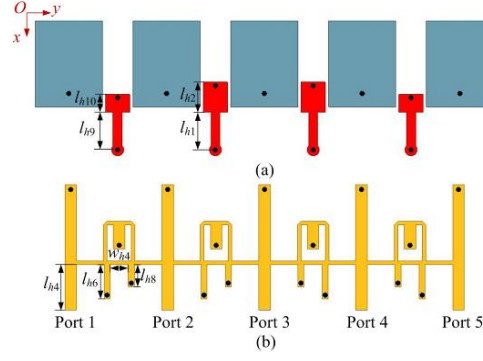 O y
x
l_h10 l_h2
l_h9 l_h1
(a)
w_h4
l_h4 l_h6 l_h8
Port 1 Port 2 Port 3 Port 4 Port 5
(b)